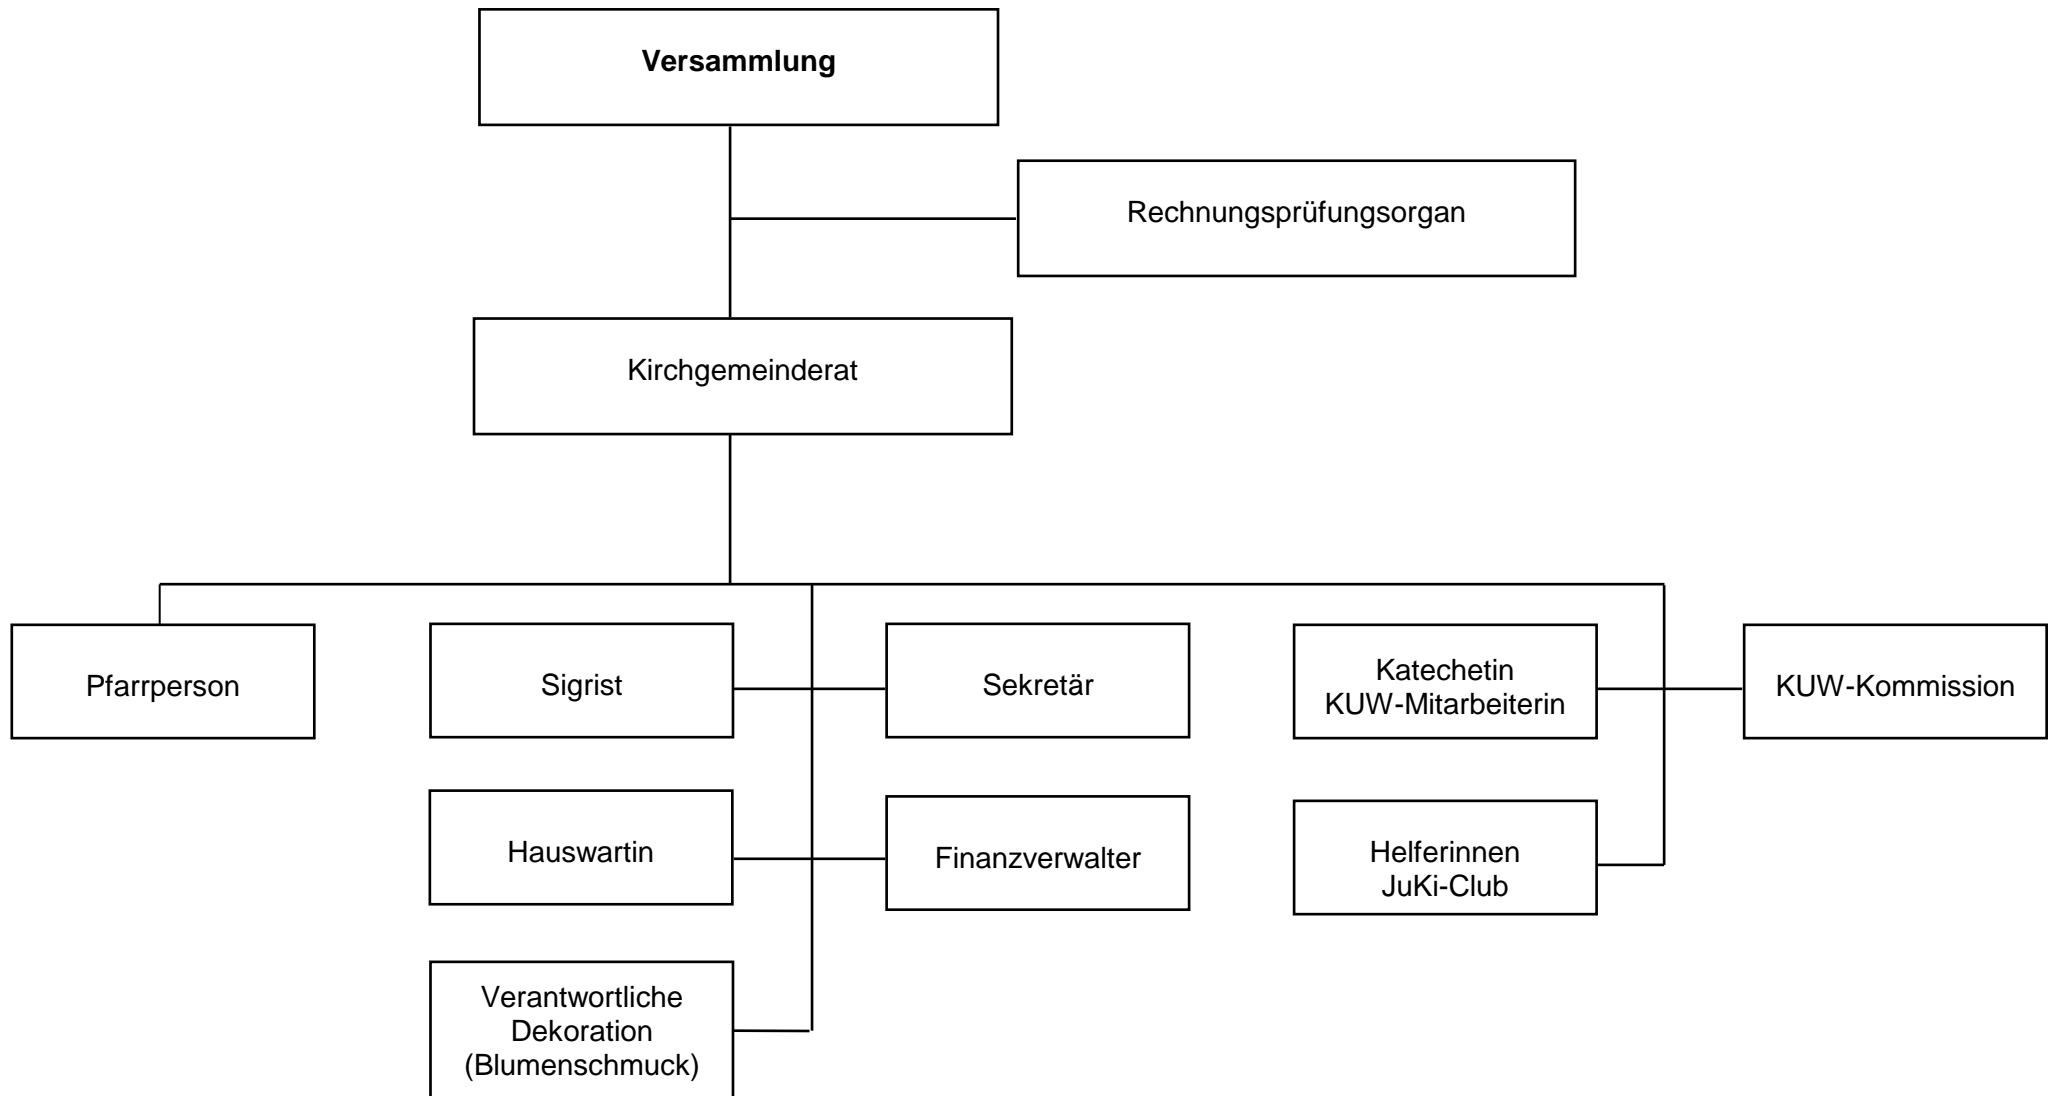 Versammlung
Rechnungsprüfungsorgan
Kirchgemeinderat
Pfarrperson
Sigrist
Sekretär
Katechetin
KUW-Mitarbeiterin
KUW-Kommission
Hauswartin
Finanzverwalter
Helferinnen
JuKi-Club
Verantwortliche
Dekoration
(Blumenschmuck)